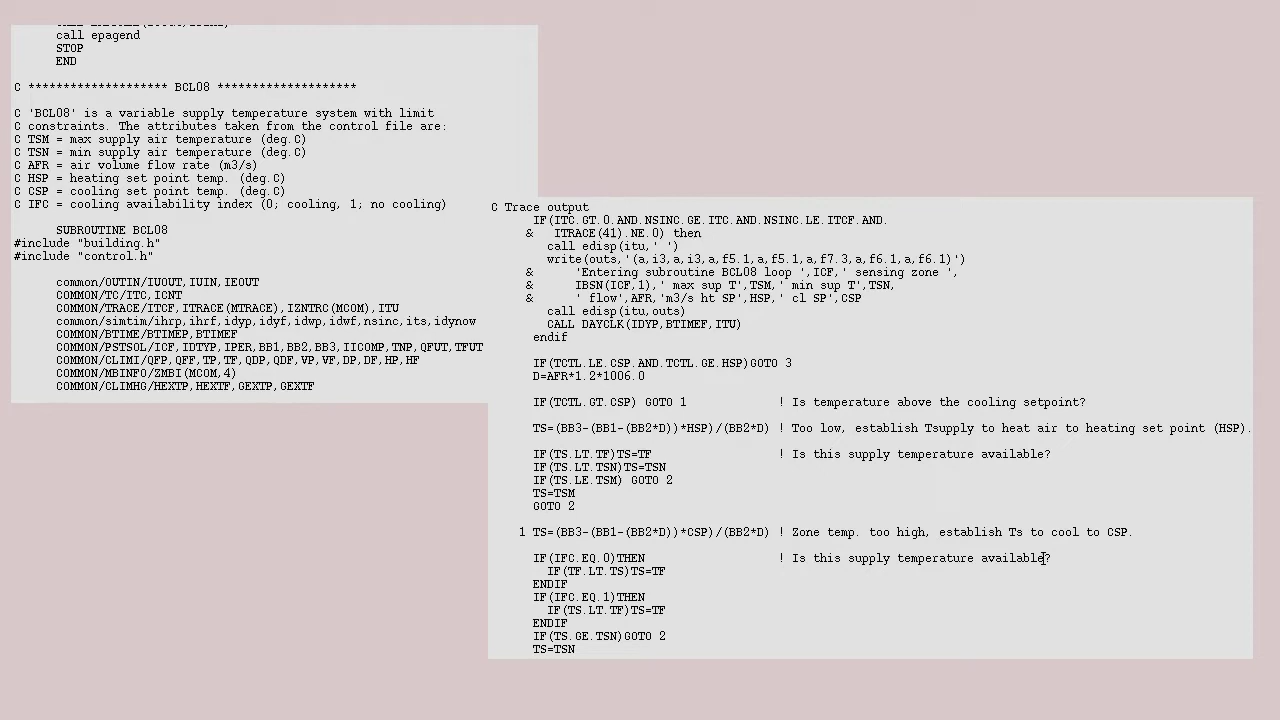 call epagend
STOP
END
C ******************** BCL08 ********************
C 'BCL08' is a variable supply temperature system with limit
C constraints. The attributes taken from the control file are:
C TSM = max supply air temperature (deg.C)
C TSN = min supply air temperature (deg.C)
C AFR = air volume flow rate (m3/s)
C HSP = heating set point temp. (deg.C)
C CSP = cooling set point temp. (deg.C)
C IFC = cooling availability index (0; cooling, 1; no cooling)
SUBROUTINE BCL08
#include "building.h"
#include "control.h"
common/OUTIN/IUOUT,IUIN,IEOUT
COMMON/TC/ITC,ICNT
COMMON/TRACE/ITCF,ITRACE(MTRACE),IZNTRC(MCOM),ITU
common/simtim/ihrp,ihrf,idyp,idyf,idwp,idwf,nsinc,its,idynow
COMMON/BTIME/BTIMEP,BTIMEF
COMMON/PSTSOL/ICF,IDTYP,IPER,BB1,BB2,BB3,IICOMP,TNP,QFUT,TFUT
COMMON/CLIMI/QFP,QFF,TP,TF,QDP,QDF,VP,VF,DP,DF,HP,HF
COMMON/MBINFO/ZMBI(MCOM,4)
COMMON/CLIMHG/HEXTP,HEXTF,GEXTP,GEXTF
C Trace output
IF(ITC.GT.0.AND.NSINC.GE.ITC.AND.NSINC.LE.ITCF.AND.
& ITRACE(41).NE.0) then
call edisp(itu,' ')
write(outs,'(a,i3,a,i3,a,f5.1,a,f5.1,a,f7.3,a,f6.1,a,f6.1)')
& 'Entering subroutine BCL08 loop ',ICF,' sensing zone ',
& IBSN(ICF,1),' max sup T',TSM,' min sup T',TSN,
& ' flow',AFR,'m3/s ht SP',HSP,' cl SP',CSP
call edisp(itu,outs)
CALL DAYCLK(IDYP,BTIMEF,ITU)
endif
IF(TCTL.LE.CSP.AND.TCTL.GE.HSP)GOTO 3
D=AFR*1.2*1006.0
IF(TCTL.GT.CSP) GOTO 1 ! Is temperature above the cooling setpoint?
TS=(BB3-(BB1-(BB2*D))*HSP)/(BB2*D) ! Too low, establish Tsupply to heat air to heating set point (HSP).
IF(TS.LT.TF)TS=TF ! Is this supply temperature available?
IF(TS.LT.TSN)TS=TSN
IF(TS.LE.TSM) GOTO 2
TS=TSM
GOTO 2
1 TS=(BB3-(BB1-(BB2*D))*CSP)/(BB2*D) ! Zone temp. too high, establish Ts to cool to CSP.
IF(IFC.EQ.0)THEN ! Is this supply temperature available?
IF(TF.LT.TS)TS=TF
ENDIF
IF(IFC.EQ.1)THEN
IF(TS.LT.TF)TS=TF
ENDIF
IF(TS.GE.TSN)GOTO 2
TS=TSN